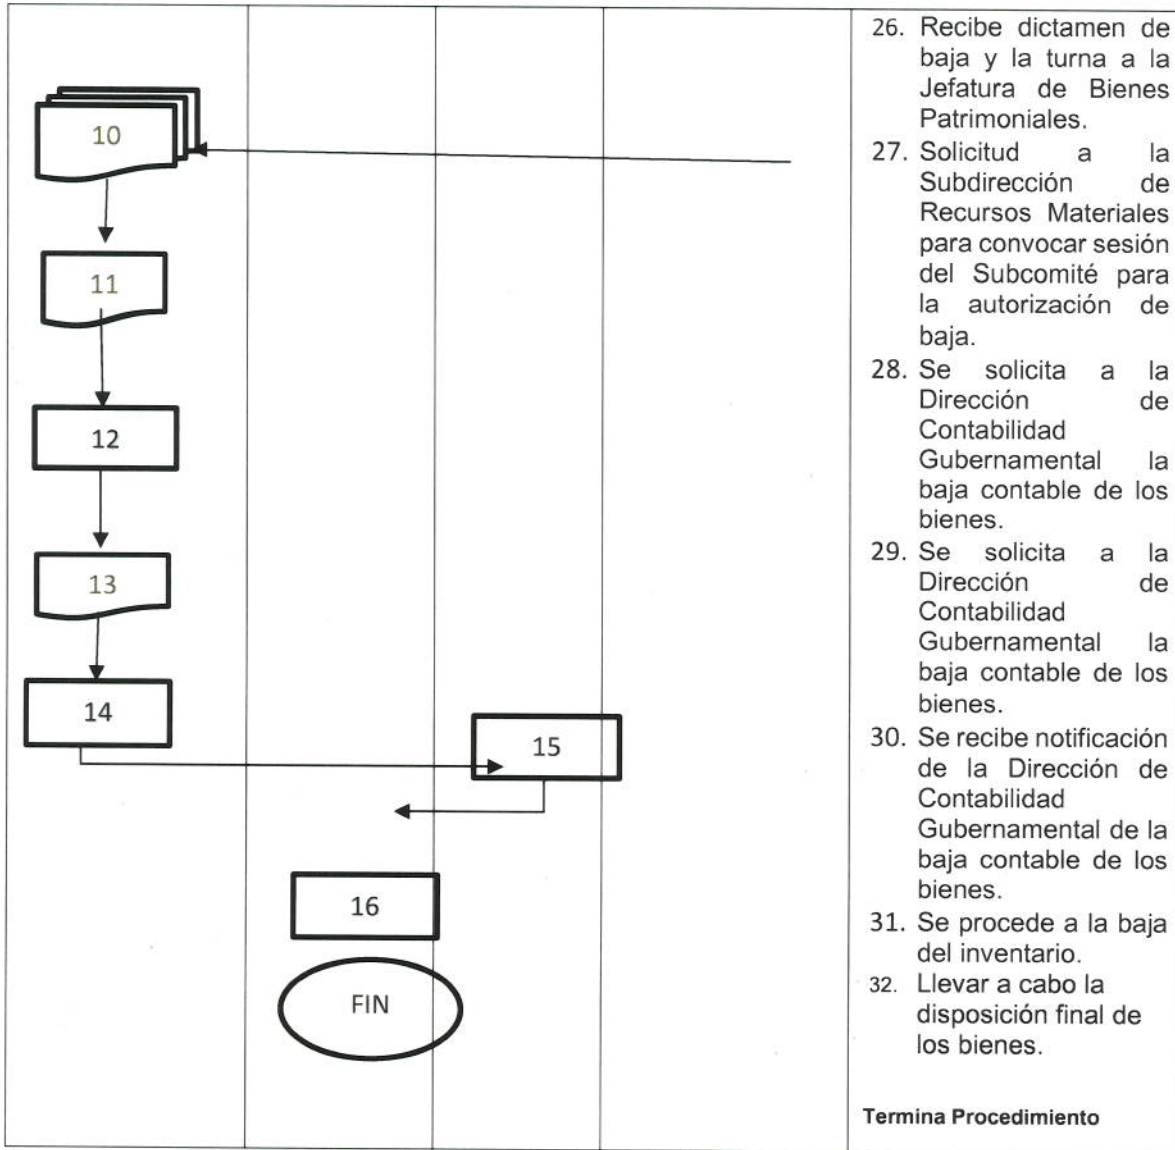 10
11
12
13
14
15
16
FIN
26. Recibe dictamen de
baja y la turna a la
Jefatura de Bienes
Patrimoniales.
27. Solicitud a la
Subdirección de
Recursos Materiales
para convocar sesión
del Subcomité para
la autorización de
baja.
28. Se solicita a la
Dirección de
Contabilidad
Gubernamental la
baja contable de los
bienes.
29. Se solicita a la
Dirección de
Contabilidad
Gubernamental la
baja contable de los
bienes.
30. Se recibe notificación
de la Dirección de
Contabilidad
Gubernamental de la
baja contable de los
bienes.
31. Se procede a la baja
del inventario.
32. Llevar a cabo la
disposición final de
los bienes.
Termina Procedimiento